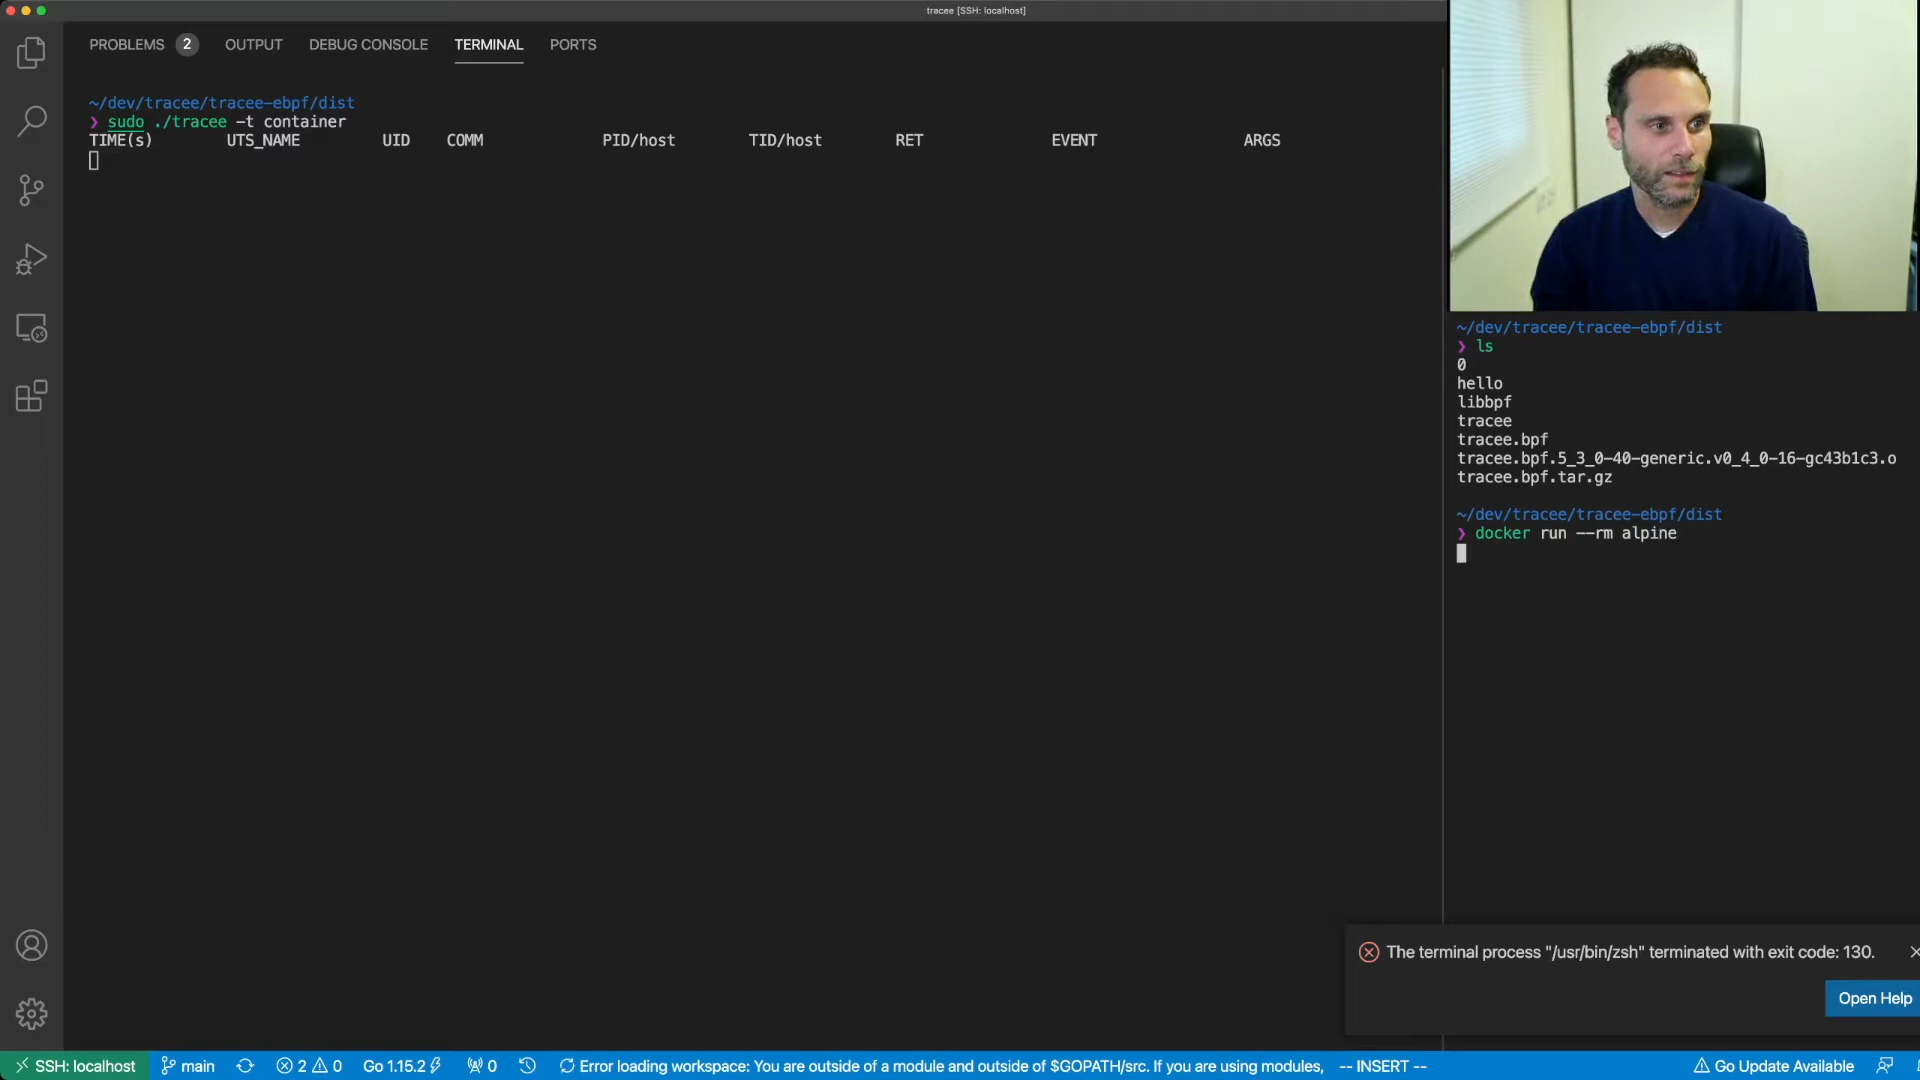 tracee [SSH: localhost]
PROBLEMS 2 OUTPUT DEBUG CONSOLE TERMINAL PORTS
~/dev/tracee/tracee-ebpf/dist
❯ sudo ./tracee -t container
TIME(s) UTS_NAME UID COMM PID/host TID/host RET EVENT ARGS
~/dev/tracee/tracee-ebpf/dist
❯ ls
0
hello
libbpf
tracee
tracee.bpf
tracee.bpf.5_3_0-40-generic.v0_4_0-16-gc43b1c3.o
tracee.bpf.tar.gz
~/dev/tracee/tracee-ebpf/dist
❯ docker run --rm alpine
The terminal process "/usr/bin/zsh" terminated with exit code: 130.
Open Help
SSH: localhost main 2 0 Go 1.15.2 0 Error loading workspace: You are outside of a module and outside of $GOPATH/src. If you are using modules, -- INSERT -- Go Update Available